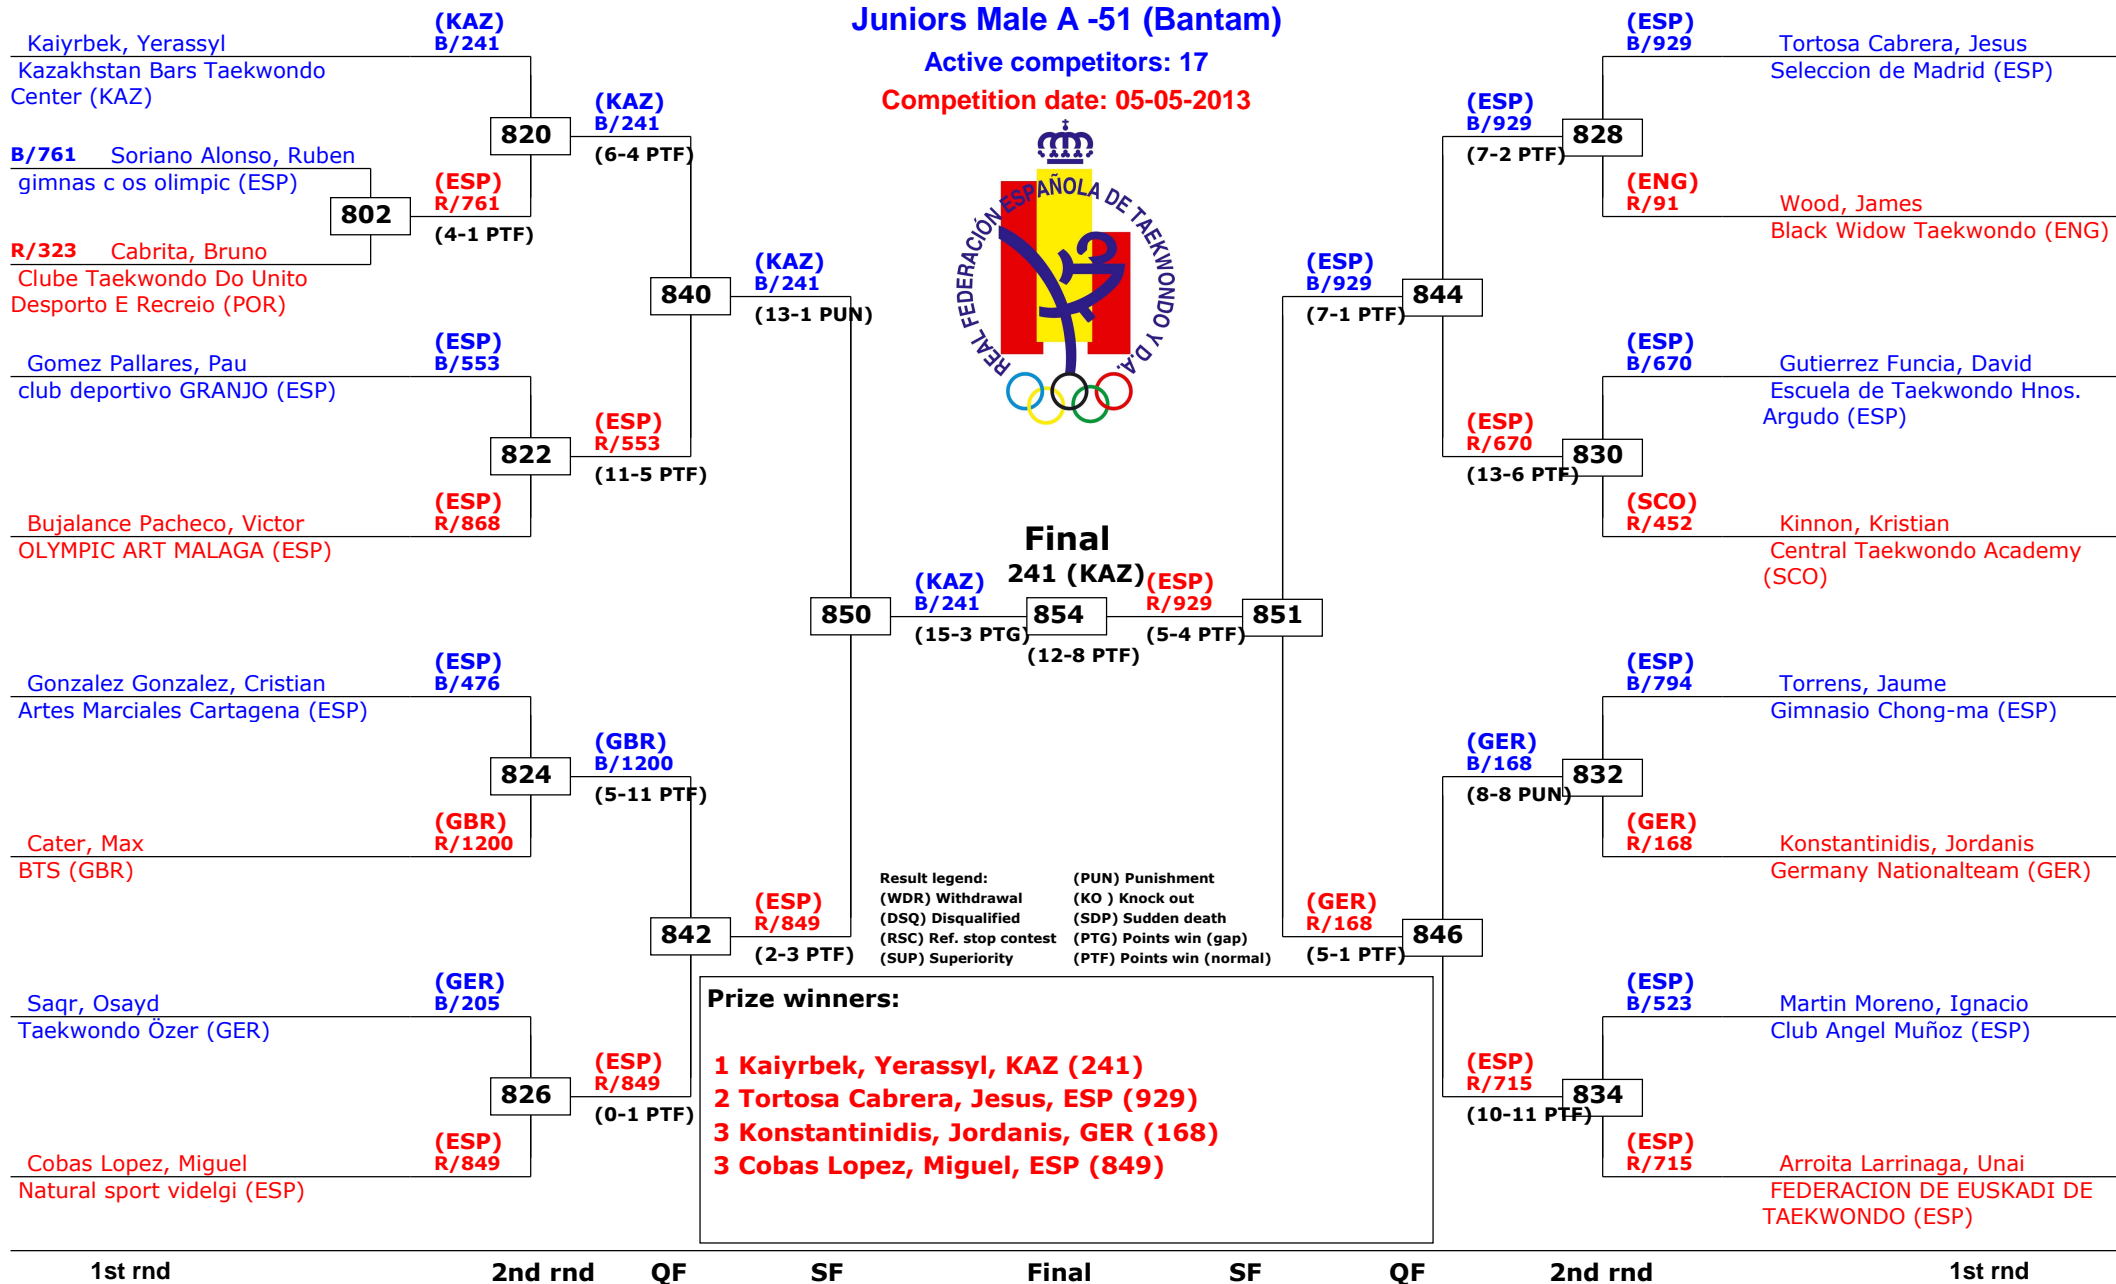 Juniors Male A -51 (Bantam)
Active competitors: 17
Competition date: 05-05-2013
REAL FEDERACIÓN ESPAÑOLA DE TAEKWONDO Y D.A.
(KAZ)
Kaiyrbek, Yerassyl B/241
Kazakhstan Bars Taekwondo
Center (KAZ)
820
(KAZ)
B/241
(6-4 PTF)
B/761 Soriano Alonso, Ruben
gimnas c os olimpic (ESP)
802
(ESP)
R/761
(4-1 PTF)
R/323 Cabrita, Bruno
Clube Taekwondo Do Unito
Desporto E Recreio (POR)
840
(KAZ)
B/241
(13-1 PUN)
(ESP)
Gomez Pallares, Pau B/553
club deportivo GRANJO (ESP)
822
(ESP)
R/553
(11-5 PTF)
(ESP)
Bujalance Pacheco, Victor R/868
OLYMPIC ART MALAGA (ESP)
850
(KAZ)
B/241
(15-3 PTG)
Final
241 (KAZ)
854
(12-8 PTF)
(ESP)
R/929
(5-4 PTF)
851
(ESP)
Gonzalez Gonzalez, Cristian B/476
Artes Marciales Cartagena (ESP)
824
(GBR)
B/1200
(5-11 PTF)
(GBR)
Cater, Max R/1200
BTS (GBR)
842
(ESP)
R/849
(2-3 PTF)
(GER)
Saqr, Osayd B/205
Taekwondo Özer (GER)
826
(ESP)
R/849
(0-1 PTF)
(ESP)
Cobas Lopez, Miguel R/849
Natural sport videlgi (ESP)
(ESP)
B/929 Tortosa Cabrera, Jesus
Seleccion de Madrid (ESP)
(ESP)
B/929
(7-2 PTF)
828
(ENG)
R/91 Wood, James
Black Widow Taekwondo (ENG)
(ESP)
B/929
(7-1 PTF)
844
(ESP)
B/670 Gutierrez Funcia, David
Escuela de Taekwondo Hnos.
Argudo (ESP)
(ESP)
R/670
(13-6 PTF)
830
(SCO)
R/452 Kinnon, Kristian
Central Taekwondo Academy
(SCO)
(ESP)
B/794 Torrens, Jaume
Gimnasio Chong-ma (ESP)
(GER)
B/168
(8-8 PUN)
832
(GER)
R/168 Konstantinidis, Jordanis
Germany Nationalteam (GER)
(GER)
R/168
(5-1 PTF)
846
(ESP)
B/523 Martin Moreno, Ignacio
Club Angel Muñoz (ESP)
(ESP)
R/715
(10-11 PTF)
834
(ESP)
R/715 Arroita Larrinaga, Unai
FEDERACION DE EUSKADI DE
TAEKWONDO (ESP)
Result legend: (PUN) Punishment
(WDR) Withdrawal (KO ) Knock out
(DSQ) Disqualified (SDP) Sudden death
(RSC) Ref. stop contest (PTG) Points win (gap)
(SUP) Superiority (PTF) Points win (normal)
Prize winners:
1 Kaiyrbek, Yerassyl, KAZ (241)
2 Tortosa Cabrera, Jesus, ESP (929)
3 Konstantinidis, Jordanis, GER (168)
3 Cobas Lopez, Miguel, ESP (849)
1st rnd 2nd rnd QF SF Final SF QF 2nd rnd 1st rnd